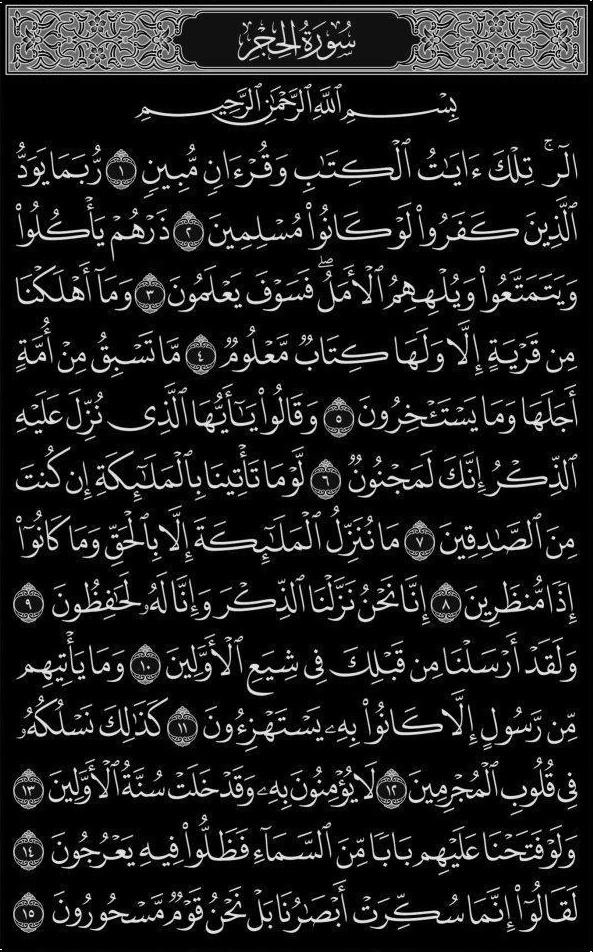 سُورَةُ الحِجْرِ
بِسْمِ ٱللَّهِ ٱلرَّحْمَٰنِ ٱلرَّحِيمِ
الٓرۚ تِلْكَ ءَايَٰتُ ٱلْكِتَٰبِ وَقُرْءَانٍ مُّبِينٍ ١ رُّبَمَا يَوَدُّ
ٱلَّذِينَ كَفَرُوا۟ لَوْ كَانُوا۟ مُسْلِمِينَ ٢ ذَرْهُمْ يَأْكُلُوا۟
وَيَتَمَتَّعُوا۟ وَيُلْهِهِمُ ٱلْأَمَلُۖ فَسَوْفَ يَعْلَمُونَ ٣ وَمَآ أَهْلَكْنَا
مِن قَرْيَةٍ إِلَّا وَلَهَا كِتَابٌ مَّعْلُومٌ ٤ مَّا تَسْبِقُ مِنْ أُمَّةٍ
أَجَلَهَا وَمَا يَسْتَـْٔخِرُونَ ٥ وَقَالُوا۟ يَٰٓأَيُّهَا ٱلَّذِى نُزِّلَ عَلَيْهِ
ٱلذِّكْرُ إِنَّكَ لَمَجْنُونٌ ٦ لَّوْ مَا تَأْتِينَا بِٱلْمَلَٰٓئِكَةِ إِن كُنتَ
مِنَ ٱلصَّٰدِقِينَ ٧ مَا نُنَزِّلُ ٱلْمَلَٰٓئِكَةَ إِلَّا بِٱلْحَقِّ وَمَا كَانُوٓا۟
إِذًا مُّنظَرِينَ ٨ إِنَّا نَحْنُ نَزَّلْنَا ٱلذِّكْرَ وَإِنَّا لَهُۥ لَحَٰفِظُونَ ٩
وَلَقَدْ أَرْسَلْنَا مِن قَبْلِكَ فِى شِيَعِ ٱلْأَوَّلِينَ ١٠ وَمَا يَأْتِيهِم
مِّن رَّسُولٍ إِلَّا كَانُوا۟ بِهِۦ يَسْتَهْزِءُونَ ١١ كَذَٰلِكَ نَسْلُكُهُۥ
فِى قُلُوبِ ٱلْمُجْرِمِينَ ١٢ لَا يُؤْمِنُونَ بِهِۦ وَقَدْ خَلَتْ سُنَّةُ ٱلْأَوَّلِينَ ١٣
وَلَوْ فَتَحْنَا عَلَيْهِم بَابًا مِّنَ ٱلسَّمَآءِ فَظَلُّوا۟ فِيهِ يَعْرُجُونَ ١٤
لَقَالُوٓا۟ إِنَّمَا سُكِّرَتْ أَبْصَٰرُنَا بَلْ نَحْنُ قَوْمٌ مَّسْحُورُونَ ١٥